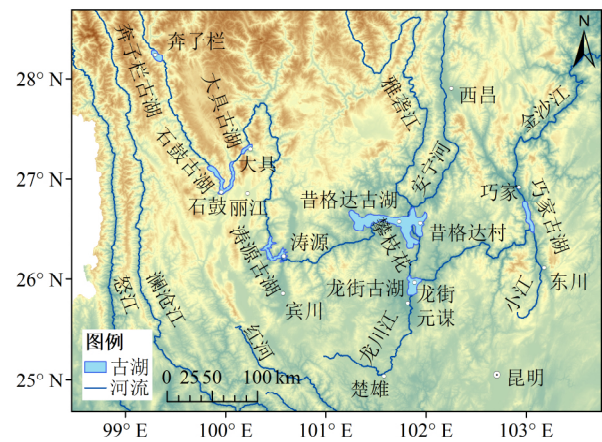 N
28° N
27° N
26° N
25° N
99° E
100° E
101° E
102° E
103° E
奔子栏古湖
奔了栏
大具古湖
雅砻江
西昌
金沙江
石鼓古湖
大具
安宁河
石鼓
丽江
昔格达古湖
巧家
涛源古湖
涛源
攀枝花
昔格达村
巧家古湖
怒江
澜沧江
宾川
龙街古湖
龙街
元谋
小江
东川
红河
龙川江
楚雄
昆明
图例
古湖
河流
0 25 50 100 km